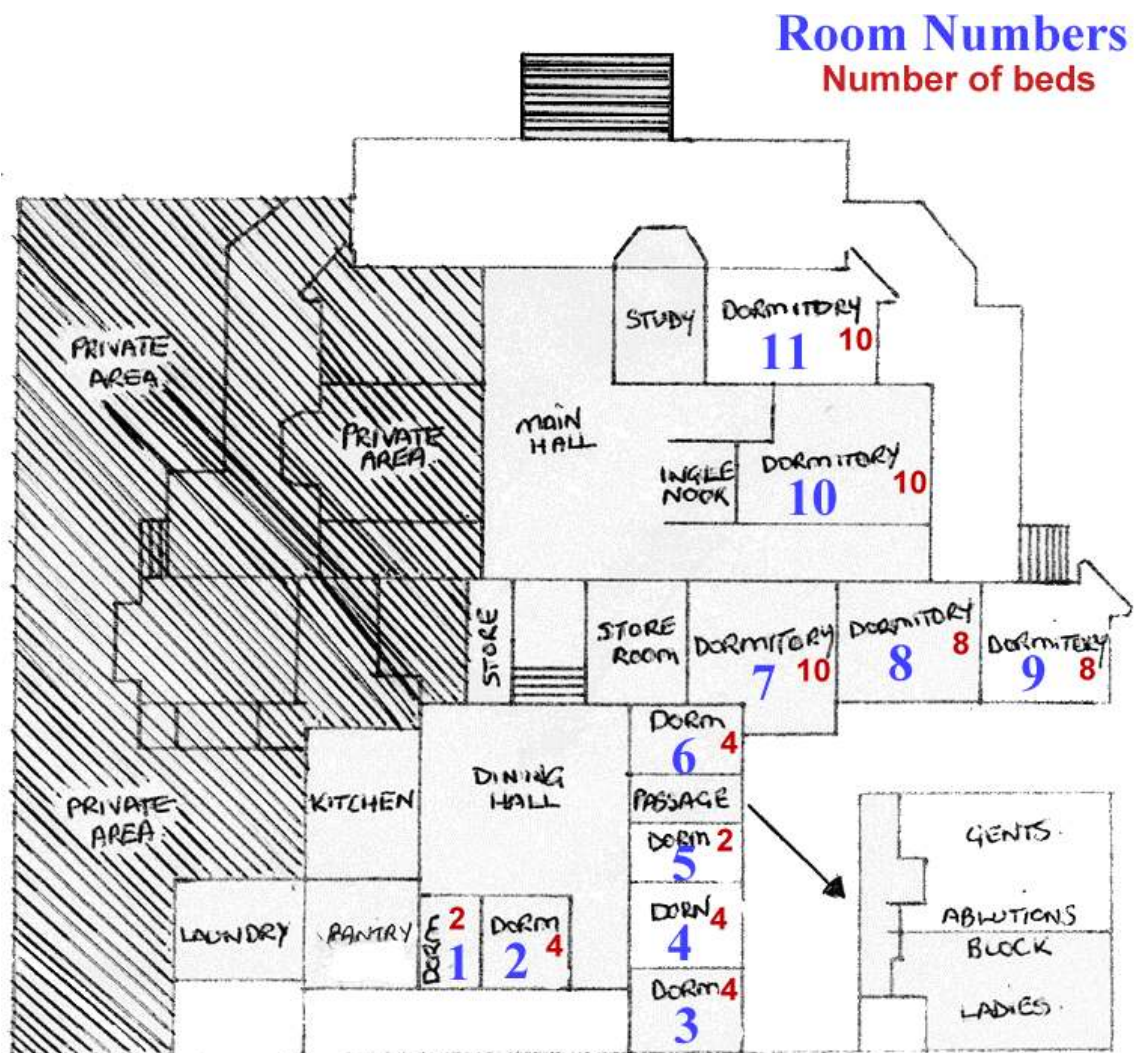 Room Numbers
Number of beds
STUDY
DORMITORY
11
10
PRIVATE
AREA
MAIN
HALL
PRIVATE
AREA
INGLE
NOOK
DORMITORY
10
10
STORE
STORE
ROOM
DORMITORY
7
10
DORMITORY
8
8
DORMITORY
9
8
DORM
6
4
DINING
HALL
KITCHEN
PASSAGE
PRIVATE
AREA
DORM
5
2
GENTS.
ABLUTIONS
BLOCK
LADIES.
LAUNDRY
PANTRY
DORM
1
2
DORM
2
4
DORN
4
4
DORM
3
4